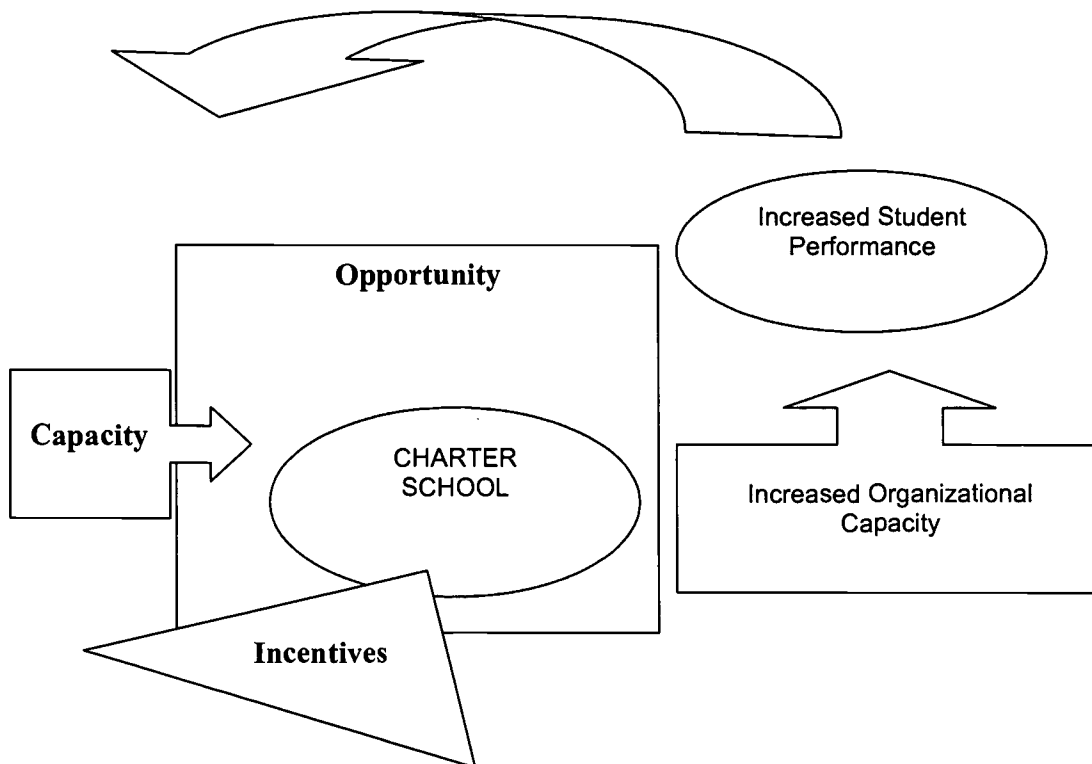 Increased Student
Performance
Opportunity
Capacity
CHARTER
SCHOOL
Increased Organizational
Capacity
Incentives